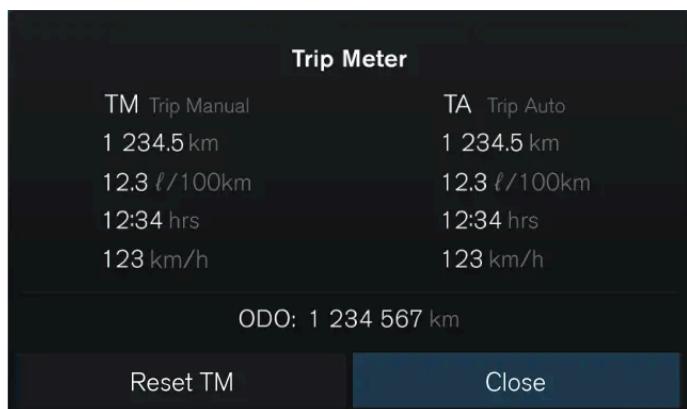 Trip Meter
TM Trip Manual
1 234.5 km
12.3 ℓ/100km
12:34 hrs
123 km/h
TA Trip Auto
1 234.5 km
12.3 ℓ/100km
12:34 hrs
123 km/h
ODO: 1 234 567 km
Reset TM
Close